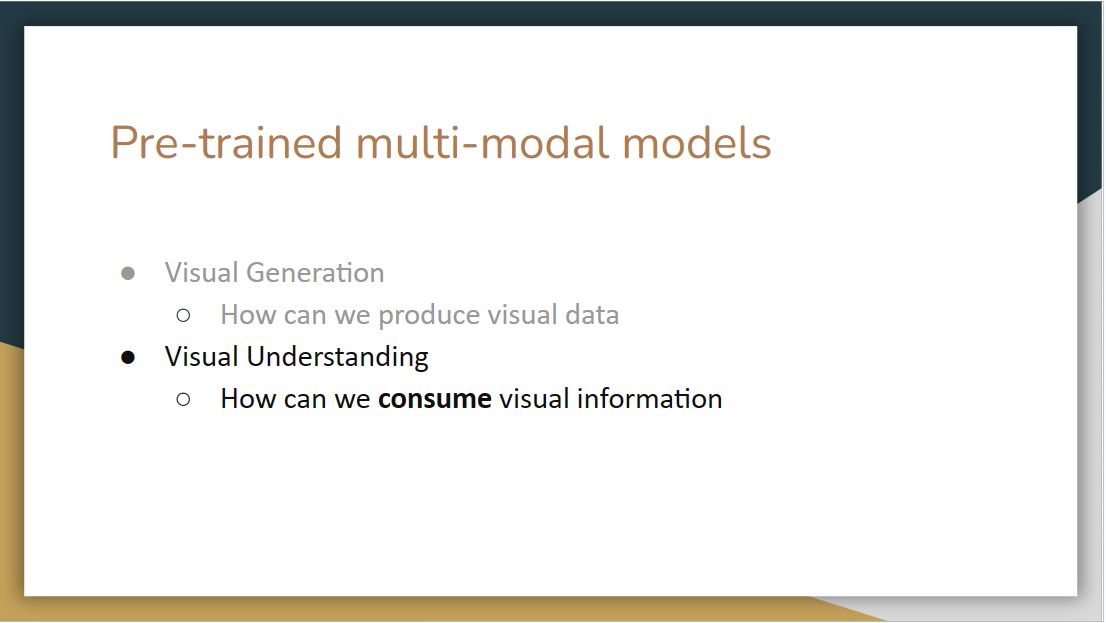 Pre-trained multi-modal models
● Visual Generation
○ How can we produce visual data
● Visual Understanding
○ How can we consume visual information